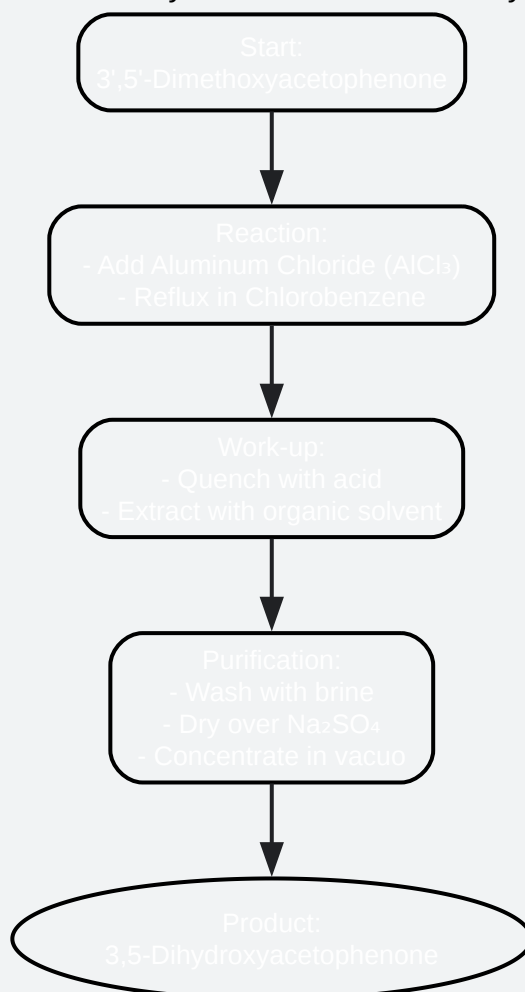 Start:
3',5'-Dimethoxyacetophenone
Reaction:
- Add Aluminum Chloride (AlCl₃)
- Reflux in Chlorobenzene
Work-up:
- Quench with acid
- Extract with organic solvent
Purification:
- Wash with brine
- Dry over Na₂SO₄
- Concentrate in vacuo
Product:
3,5-Dihydroxyacetophenone